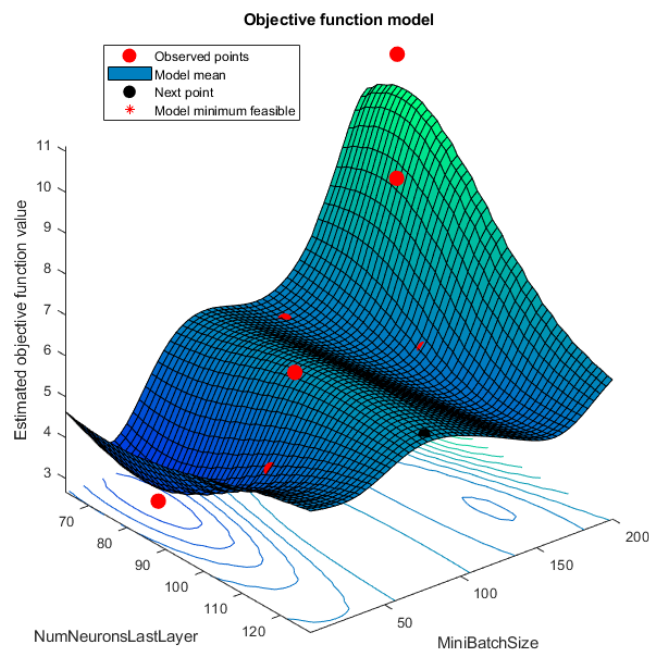 Objective function model
Observed points
Model mean
Next point
Model minimum feasible
Estimated objective function value
11
10
9
8
7
6
5
4
3
70
80
90
100
110
120
NumNeuronsLastLayer
50
100
150
200
MiniBatchSize